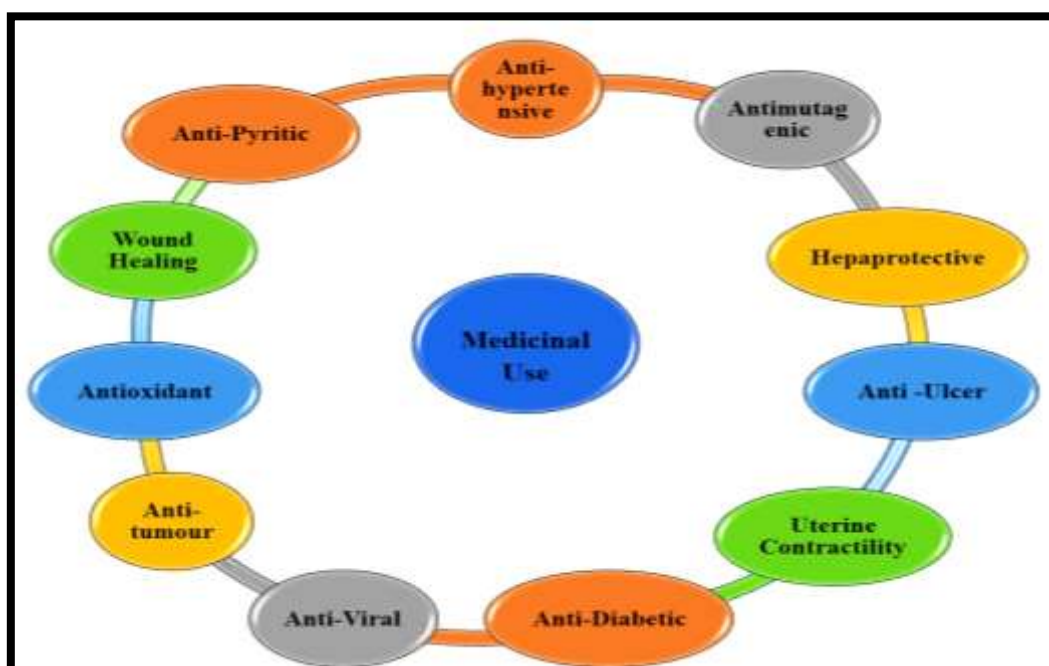 Anti-
hyperte
nsive
Antimutag
enic
Hepaprotective
Anti -Ulcer
Uterine
Contractility
Anti-Diabetic
Anti-Viral
Anti-
tumour
Antioxidant
Wound
Healing
Anti-Pyritic
Medicinal
Use